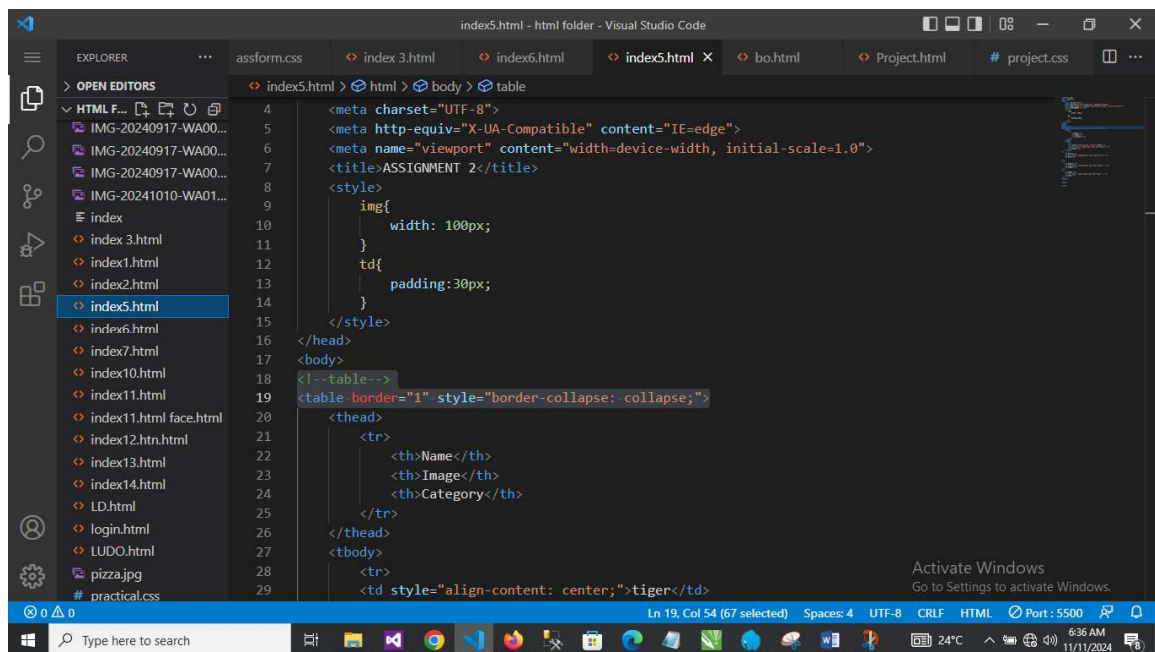 index5.html - html folder - Visual Studio Code
EXPLORER
assform.css index 3.html index6.html index5.html bo.html Project.html # project.css
OPEN EDITORS
index5.html > html > body > table
HTML F...
IMG-20240917-WA00...
IMG-20240917-WA00...
IMG-20240917-WA00...
IMG-20241010-WA01...
index
index 3.html
index1.html
index2.html
index5.html
index6.html
index7.html
index10.html
index11.html
index11.html face.html
index12.htn.html
index13.html
index14.html
LD.html
login.html
LUDO.html
pizza.jpg
# practical.css
4 <meta charset="UTF-8">
5 <meta http-equiv="X-UA-Compatible" content="IE=edge">
6 <meta name="viewport" content="width=device-width, initial-scale=1.0">
7 <title>ASSIGNMENT 2</title>
8 <style>
9 img{
10 width: 100px;
11 }
12 td{
13 padding:30px;
14 }
15 </style>
16 </head>
17 <body>
18 <!--table-->
19 <table border="1" style="border-collapse: collapse;">
20 <thead>
21 <tr>
22 <th>Name</th>
23 <th>Image</th>
24 <th>Category</th>
25 </tr>
26 </thead>
27 <tbody>
28 <tr>
29 <td style="align-content: center;">tiger</td>
Activate Windows
Go to Settings to activate Windows.
0 0 Ln 19, Col 54 (67 selected) Spaces: 4 UTF-8 CRLF HTML Port : 5500
Type here to search 24°C 6:36 AM
11/11/2024